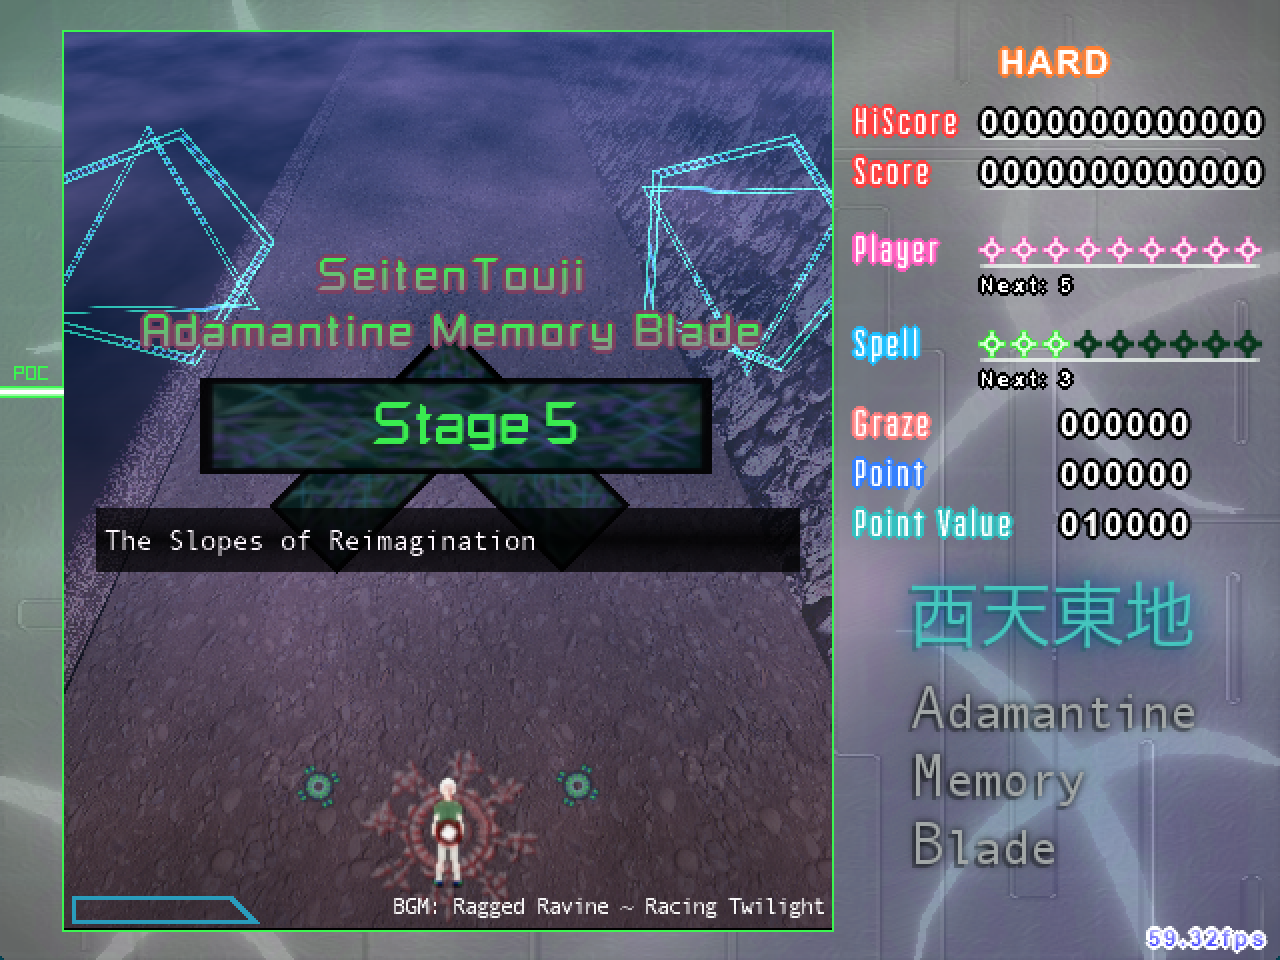 HARD
HiScore 0000000000000
Score 0000000000000
Player
Next: 5
Spell
Next: 3
Graze 000000
Point 000000
Point Value 010000
西天東地
Adamantine
Memory
Blade
59.32fps
POC
SeitenTouji
Adamantine Memory Blade
Stage 5
The Slopes of Reimagination
BGM: Ragged Ravine ~ Racing Twilight